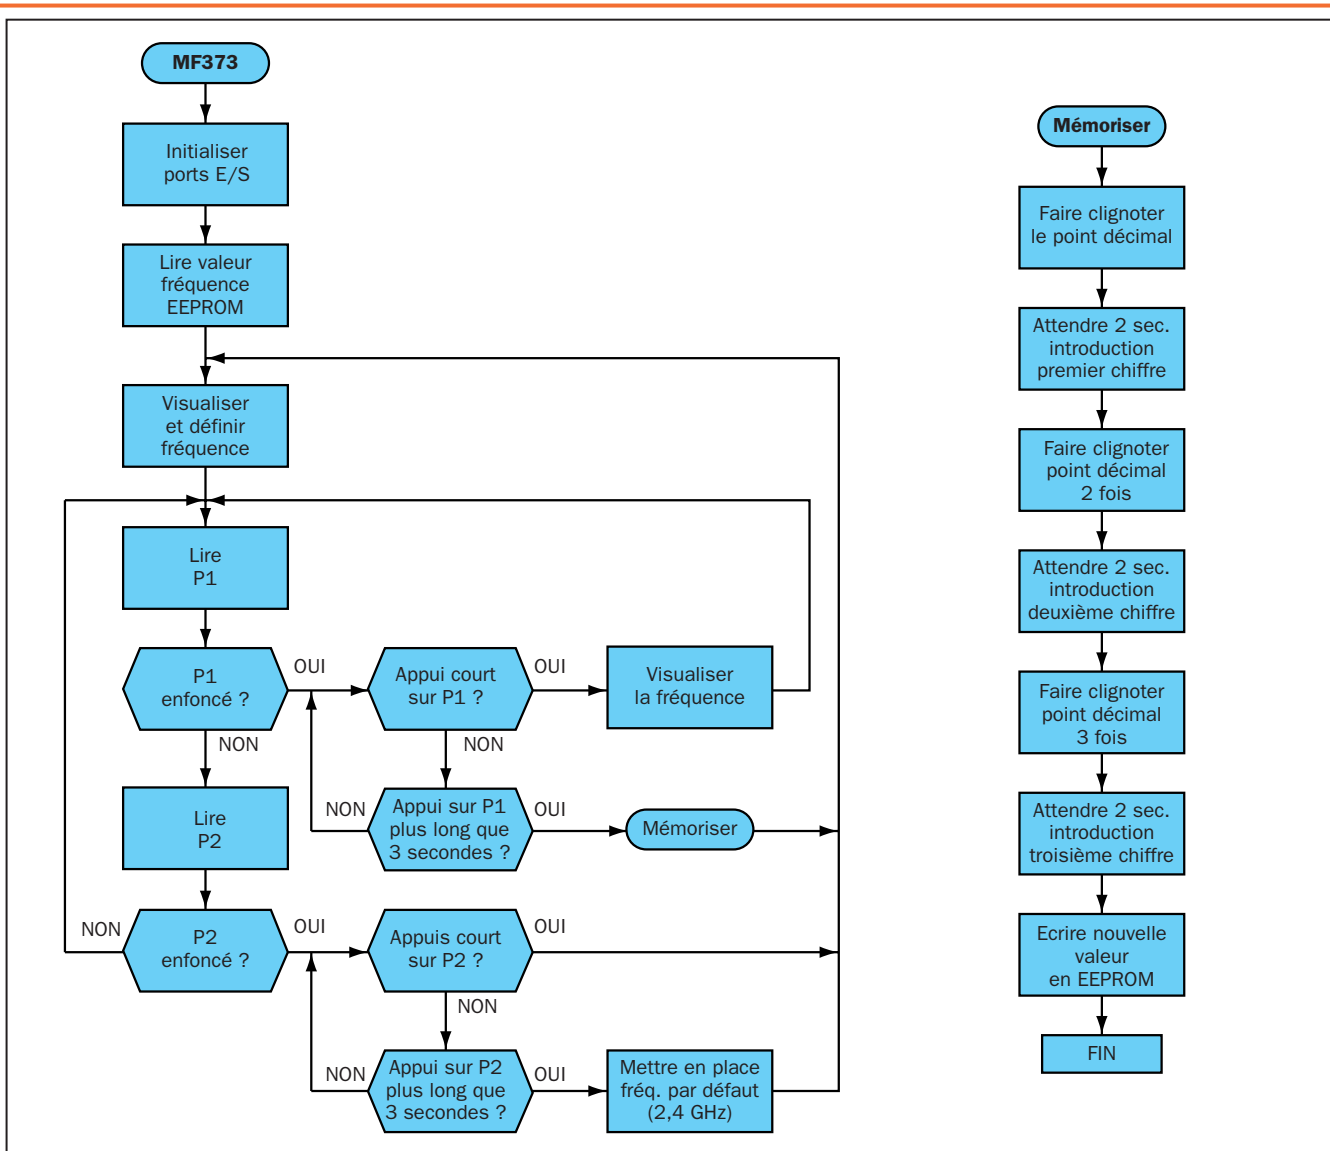 MF373
Initialiser
ports E/S
Lire valeur
fréquence
EEPROM
Visualiser
et définir
fréquence
Lire
P1
P1
enfoncé ?
OUI
NON
Appui court
sur P1 ?
OUI
NON
Visualiser
la fréquence
Appui sur P1
plus long que
3 secondes ?
NON
OUI
Mémoriser
Lire
P2
P2
enfoncé ?
NON
OUI
Appuis court
sur P2 ?
OUI
NON
Appui sur P2
plus long que
3 secondes ?
NON
OUI
Mettre en place
fréq. par défaut
(2,4 GHz)
Mémoriser
Faire clignoter
le point décimal
Attendre 2 sec.
introduction
premier chiffre
Faire clignoter
point décimal
2 fois
Attendre 2 sec.
introduction
deuxième chiffre
Faire clignoter
point décimal
3 fois
Attendre 2 sec.
introduction
troisième chiffre
Ecrire nouvelle
valeur
en EEPROM
FIN